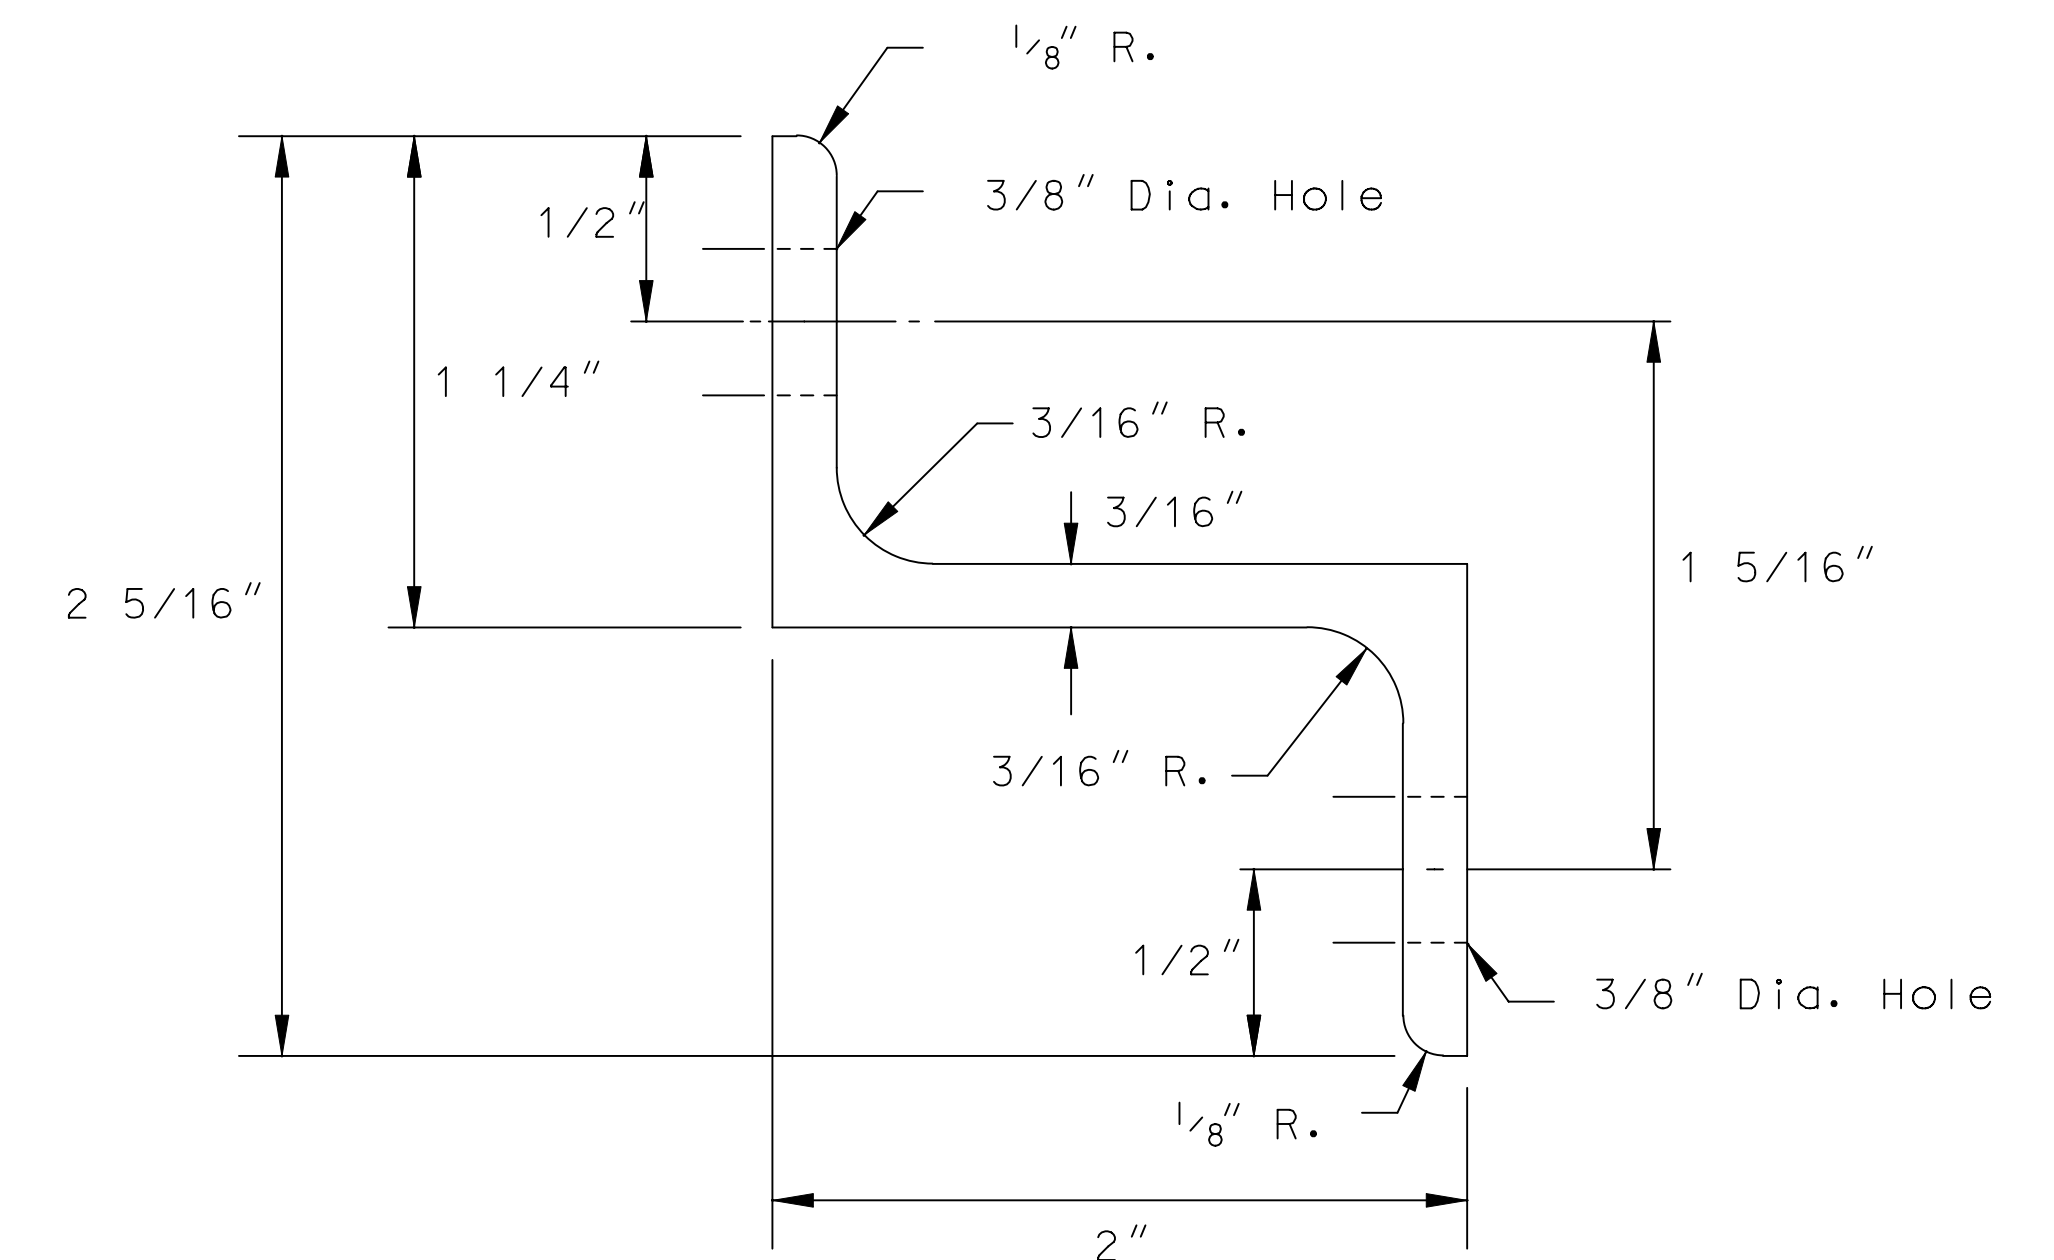 1/8" R.
3/8" Dia. Hole
1/2"
1 1/4"
3/16" R.
3/16"
1 5/16"
2 5/16"
3/16" R.
1/2"
3/8" Dia. Hole
1/8" R.
2"